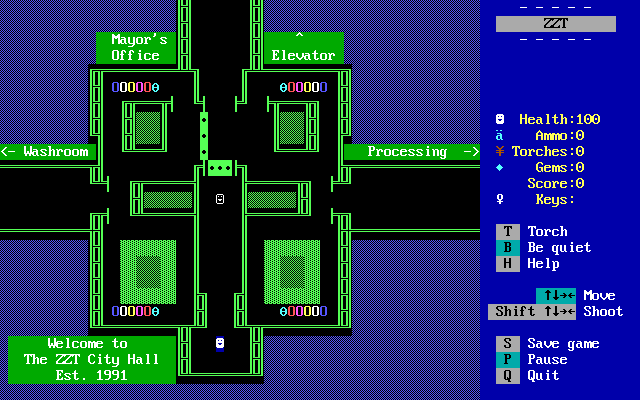 ZZT
Mayor's
Office
^
Elevator
<- Washroom
Processing ->
Welcome to
The ZZT City Hall
Est. 1991
Health:100
Ammo:0
Torches:0
Gems:0
Score:0
Keys:
T Torch
B Be quiet
H Help
↑↓→← Move
Shift ↑↓→← Shoot
S Save game
P Pause
Q Quit